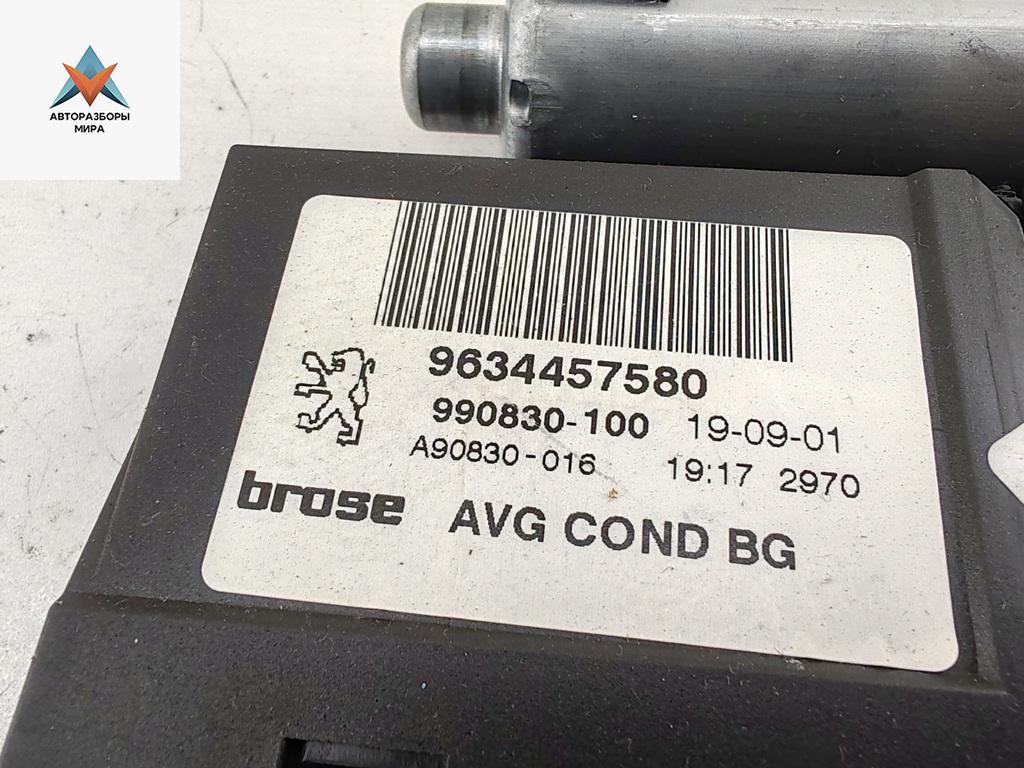 АВТОРАЗБОРЫ
МИРА
9634457580
990830-100 19-09-01
A90830-016 19:17 2970
brose AVG COND BG